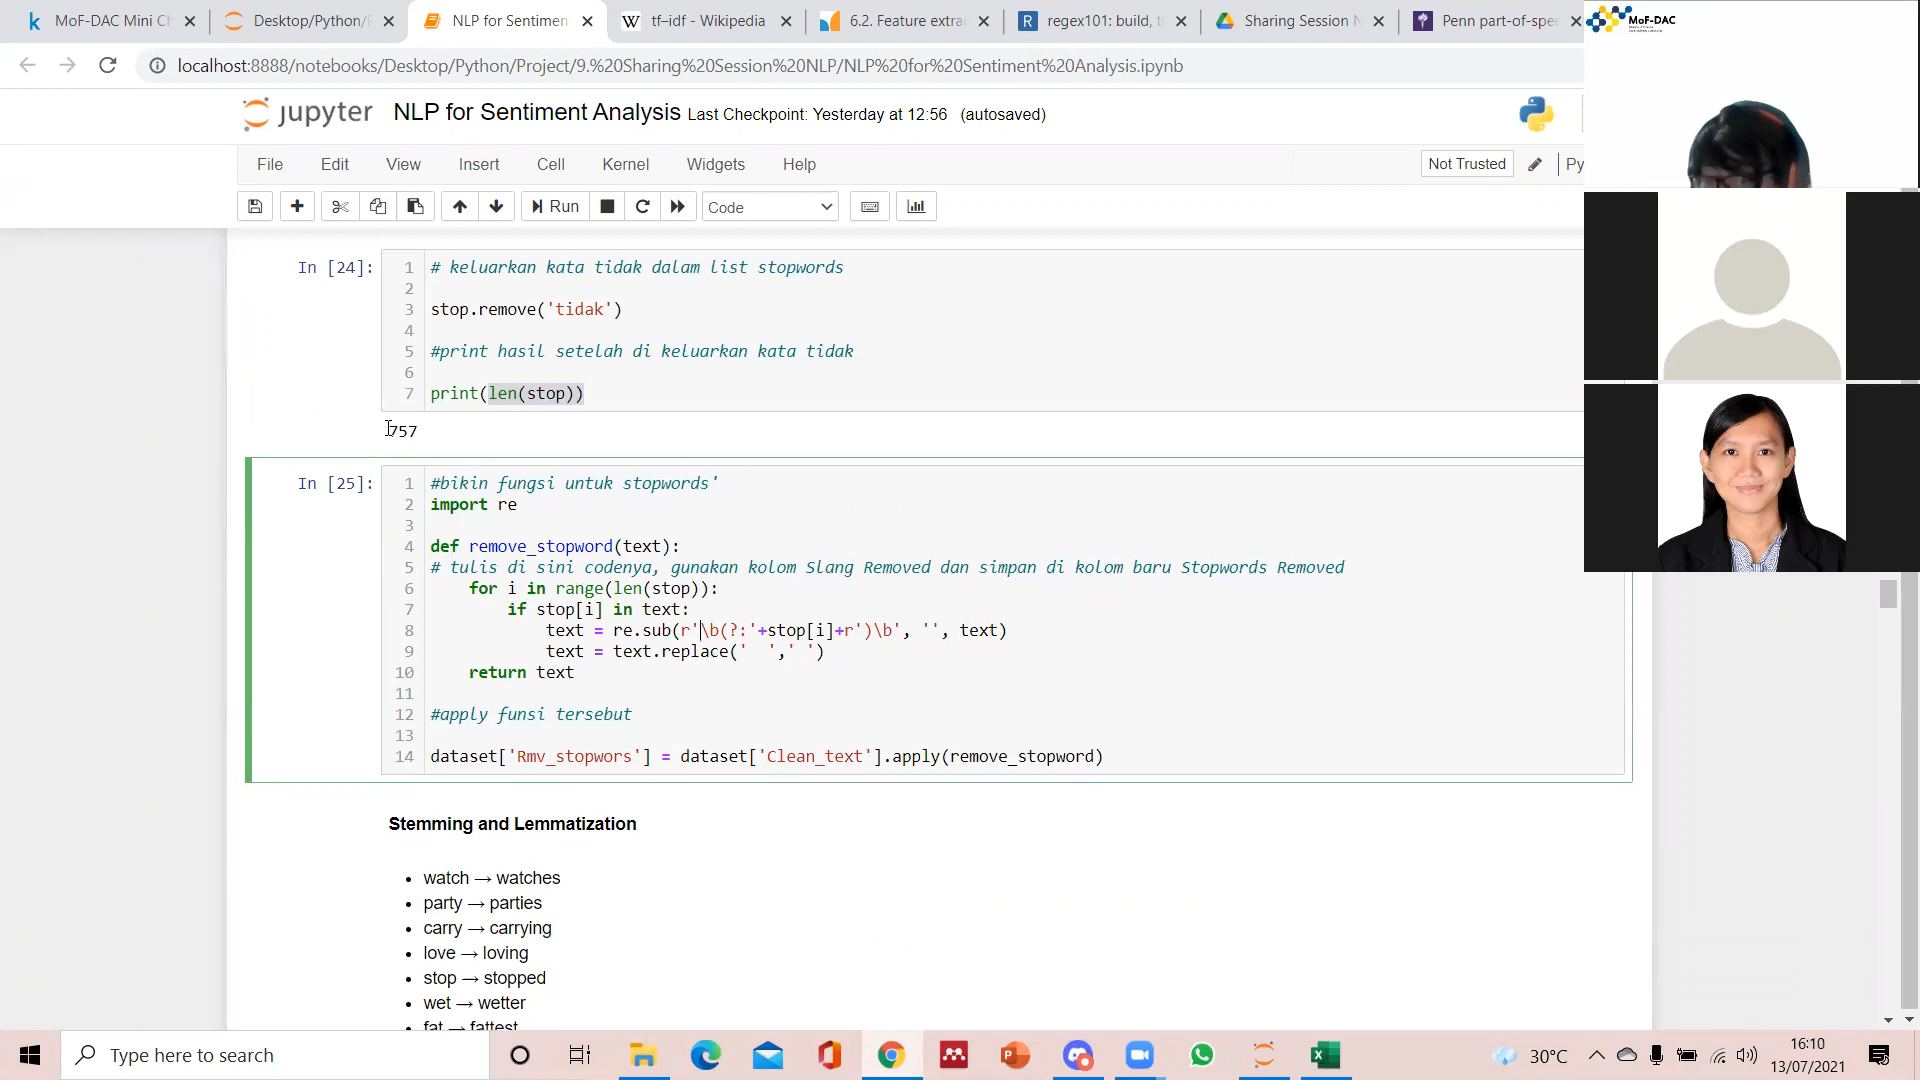 MoF-DAC Mini Ch
Desktop/Python/
NLP for Sentimen
tf–idf - Wikipedia
6.2. Feature extra
regex101: build, t
Sharing Session N
Penn part-of-spe
MoF-DAC
localhost:8888/notebooks/Desktop/Python/Project/9.%20Sharing%20Session%20NLP/NLP%20for%20Sentiment%20Analysis.ipynb
jupyter NLP for Sentiment Analysis Last Checkpoint: Yesterday at 12:56 (autosaved)
File Edit View Insert Cell Kernel Widgets Help Not Trusted Py
Run Code
In [24]:
1 # keluarkan kata tidak dalam list stopwords
2
3 stop.remove('tidak')
4
5 #print hasil setelah di keluarkan kata tidak
6
7 print(len(stop))
757
In [25]:
1 #bikin fungsi untuk stopwords'
2 import re
3
4 def remove_stopword(text):
5 # tulis di sini codenya, gunakan kolom Slang Removed dan simpan di kolom baru Stopwords Removed
6 for i in range(len(stop)):
7 if stop[i] in text:
8 text = re.sub(r'\b(?:'+stop[i]+r')\b', '', text)
9 text = text.replace('  ',' ')
10 return text
11
12 #apply funsi tersebut
13
14 dataset['Rmv_stopwors'] = dataset['Clean_text'].apply(remove_stopword)
Stemming and Lemmatization
• watch → watches
• party → parties
• carry → carrying
• love → loving
• stop → stopped
• wet → wetter
• fat → fattest
Type here to search
30°C
16:10
13/07/2021